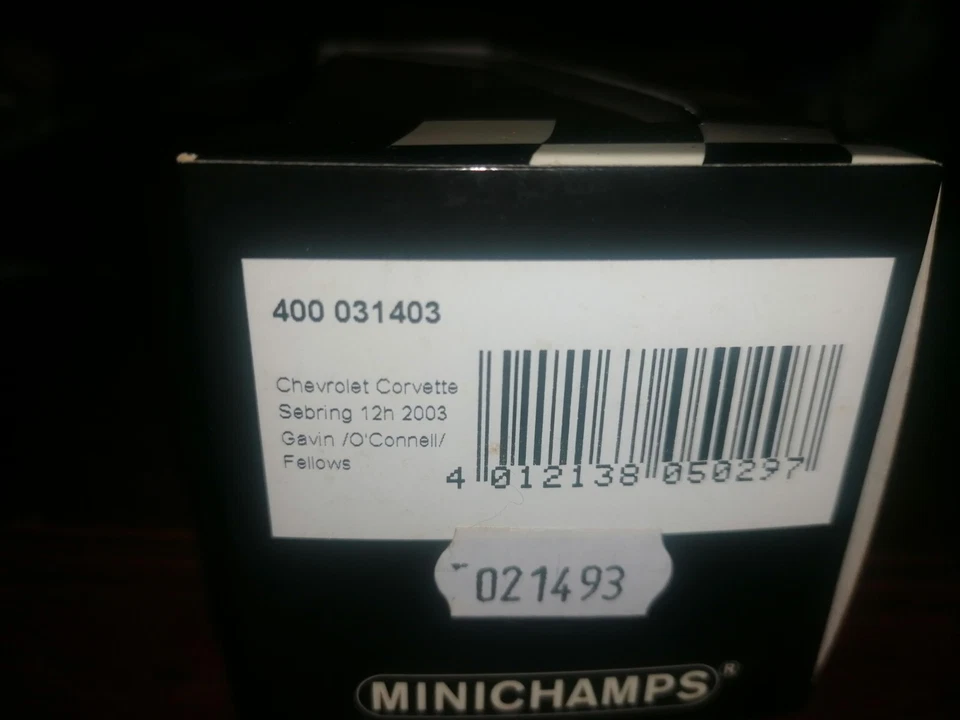 400 031403
Chevrolet Corvette
Sebring 12h 2003
Gavin /O'Connell/
Fellows
4 012138 050297
021493
MINICHAMPS®